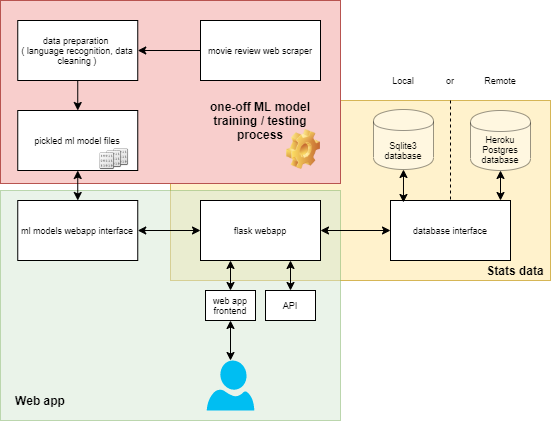 data preparation
( language recognition, data
cleaning )
movie review web scraper
one-off ML model
training / testing
process
pickled ml model files
Local
or
Remote
Sqlite3
database
Heroku
Postgres
database
ml models webapp interface
flask webapp
database interface
Stats data
web app
frontend
API
Web app